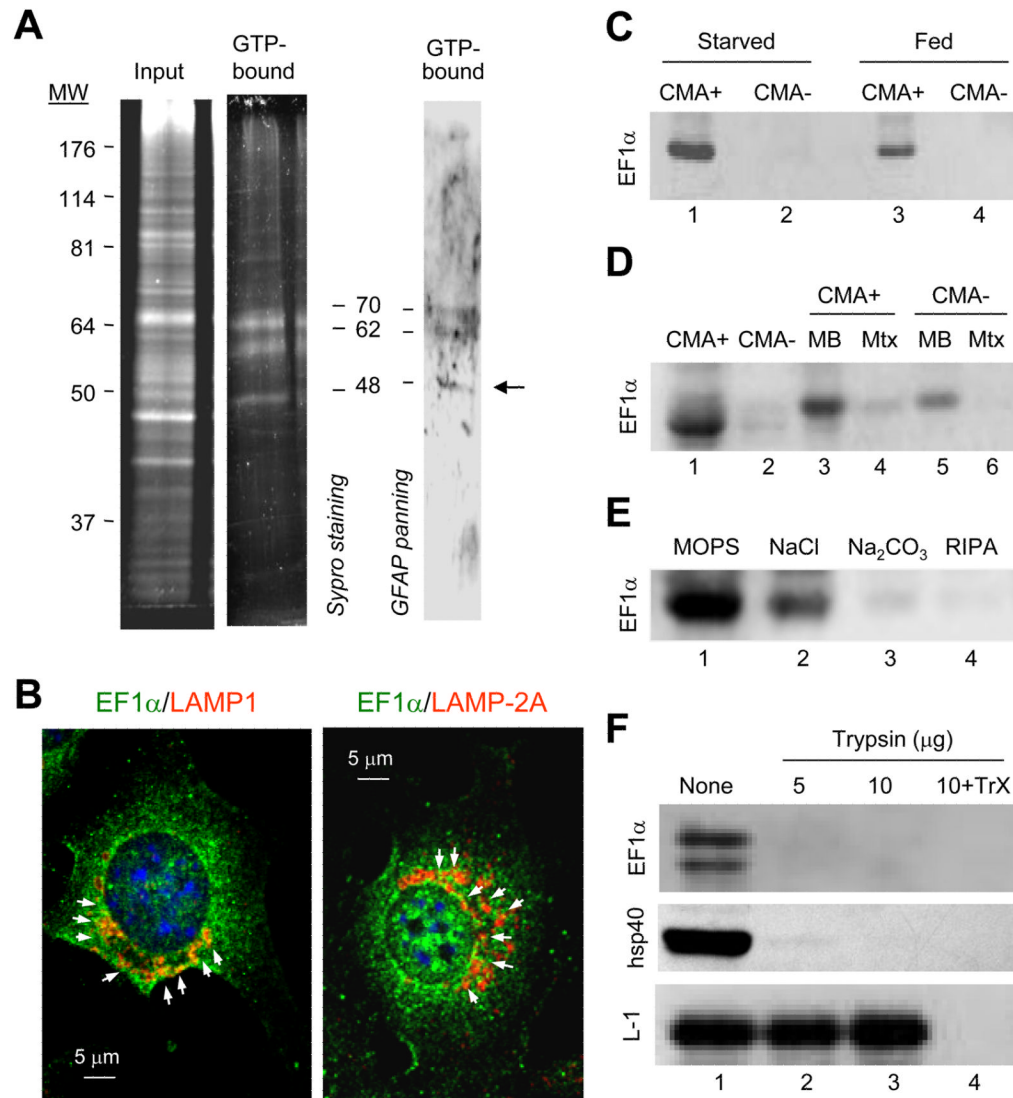 A
Input
GTP-
bound
GTP-
bound
MW
176
114
81
64
50
37
70
62
48
Sypro staining
GFAP panning
B
EF1α/LAMP1
EF1α/LAMP-2A
5 μm
5 μm
C
Starved Fed
CMA+ CMA- CMA+ CMA-
EF1α
1 2 3 4
D
CMA+ CMA-
CMA+ CMA- MB Mtx MB Mtx
EF1α
1 2 3 4 5 6
E
MOPS NaCl Na₂CO₃ RIPA
EF1α
1 2 3 4
F
Trypsin (μg)
None 5 10 10+TrX
EF1α
hsp40
L-1
1 2 3 4